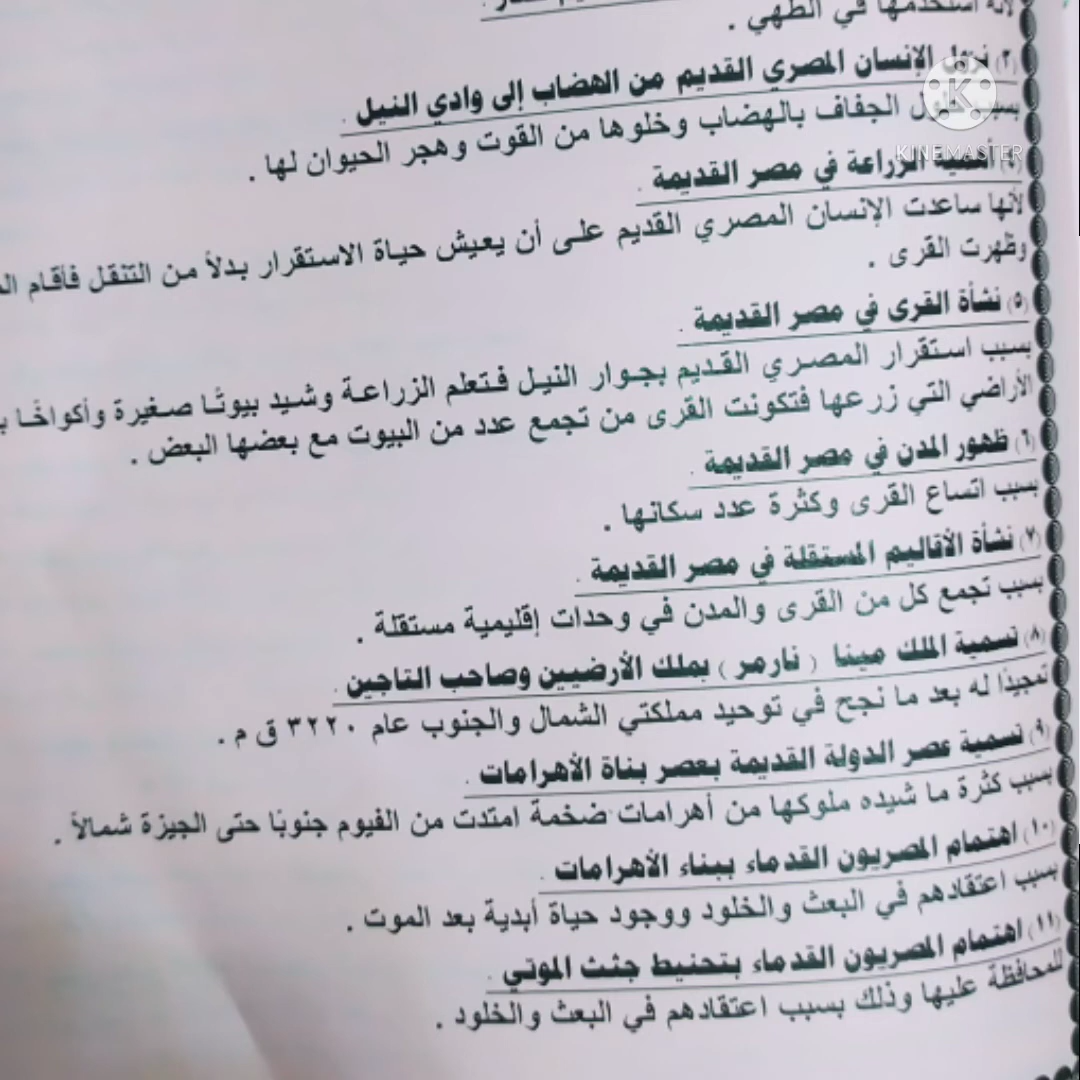 لأنه استخدمها في الطهي .
(٣) نزول الإنسان المصري القديم من الهضاب إلى وادي النيل .
بسبب حلول الجفاف بالهضاب وخلوها من القوت وهجر الحيوان لها .
أهمية الزراعة في مصر القديمة .
لأنها ساعدت الإنسان المصري القديم على أن يعيش حياة الاستقرار بدلاً من التنقل فأقام
وظهرت القرى .
(٥) نشأة القرى في مصر القديمة .
بسبب استقرار المصري القديم بجوار النيل فتعلم الزراعة وشيد بيوتًا صغيرة وأكواخًا
الأراضي التي زرعها فتكونت القرى من تجمع عدد من البيوت مع بعضها البعض .
(٦) ظهور المدن في مصر القديمة .
بسبب اتساع القرى وكثرة عدد سكانها .
(٧) نشأة الأقاليم المستقلة في مصر القديمة .
بسبب تجمع كل من القرى والمدن في وحدات إقليمية مستقلة .
(٨) تسمية الملك مينا ( نارمر ) بملك الأرضيين وصاحب التاجين .
تمجيدًا له بعد ما نجح في توحيد مملكتي الشمال والجنوب عام ٣٢٢٠ ق م .
(٩) تسمية عصر الدولة القديمة بعصر بناة الأهرامات .
بسبب كثرة ما شيده ملوكها من أهرامات ضخمة امتدت من الفيوم جنوبًا حتى الجيزة شمالاً .
(١٠) اهتمام المصريون القدماء ببناء الأهرامات .
بسبب اعتقادهم في البعث والخلود ووجود حياة أبدية بعد الموت .
(١١) اهتمام المصريون القدماء بتحنيط جثث الموتي .
للمحافظة عليها وذلك بسبب اعتقادهم في البعث والخلود .
K
KINEMASTER